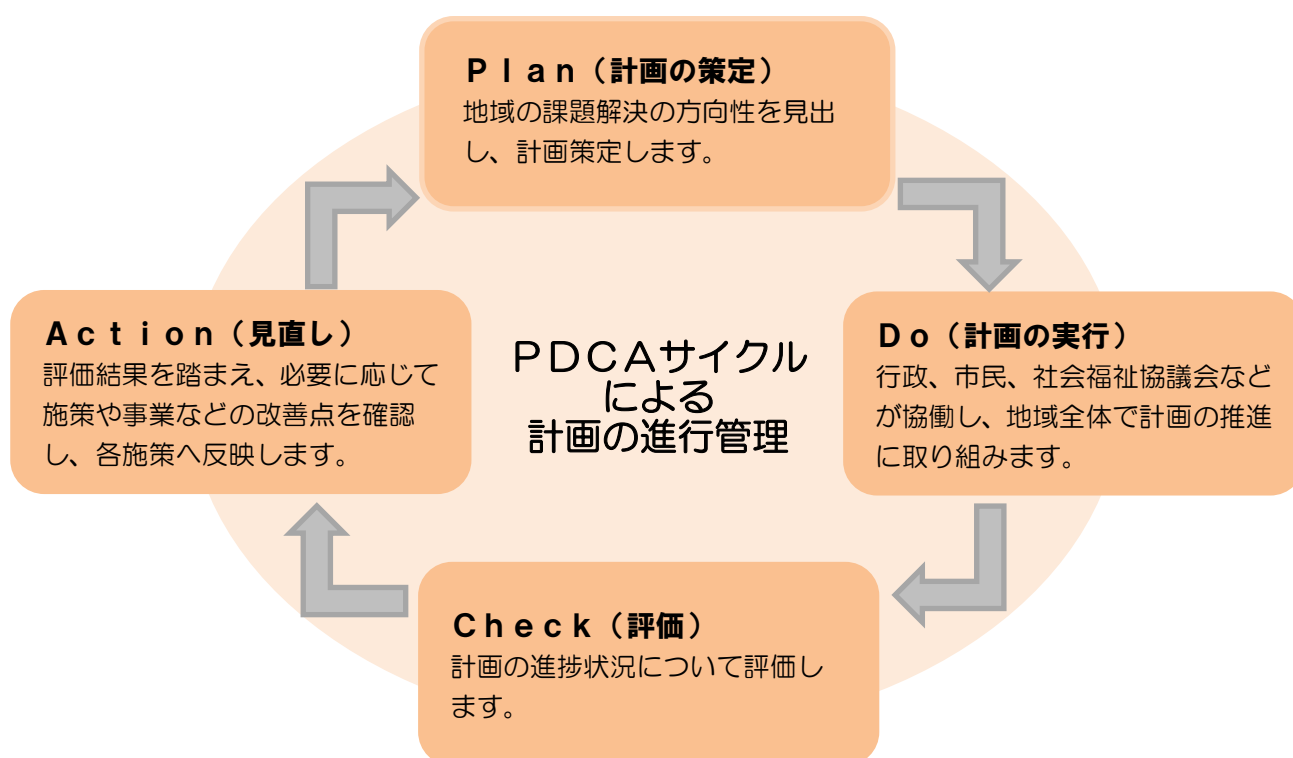 Ｐｌａｎ（計画の策定）
地域の課題解決の方向性を見出
し、計画策定します。
Ａｃｔｉｏｎ（見直し）
評価結果を踏まえ、必要に応じて
施策や事業などの改善点を確認
し、各施策へ反映します。
ＰＤＣＡサイクル
による
計画の進行管理
Ｄｏ（計画の実行）
行政、市民、社会福祉協議会など
が協働し、地域全体で計画の推進
に取り組みます。
Ｃｈｅｃｋ（評価）
計画の進捗状況について評価し
ます。